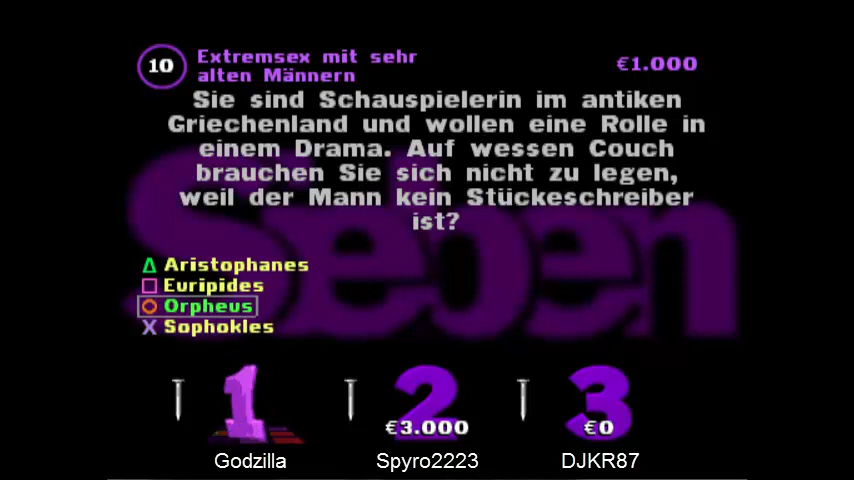 10
Extremsex mit sehr
alten Männern
€1.000
Sie sind Schauspielerin im antiken
Griechenland und wollen eine Rolle in
einem Drama. Auf wessen Couch
brauchen Sie sich nicht zu legen,
weil der Mann kein Stückeschreiber
ist?
Sieben
Δ Aristophanes
□ Euripides
○ Orpheus
X Sophokles
1
2
3
€3.000
€0
Godzilla
Spyro2223
DJKR87